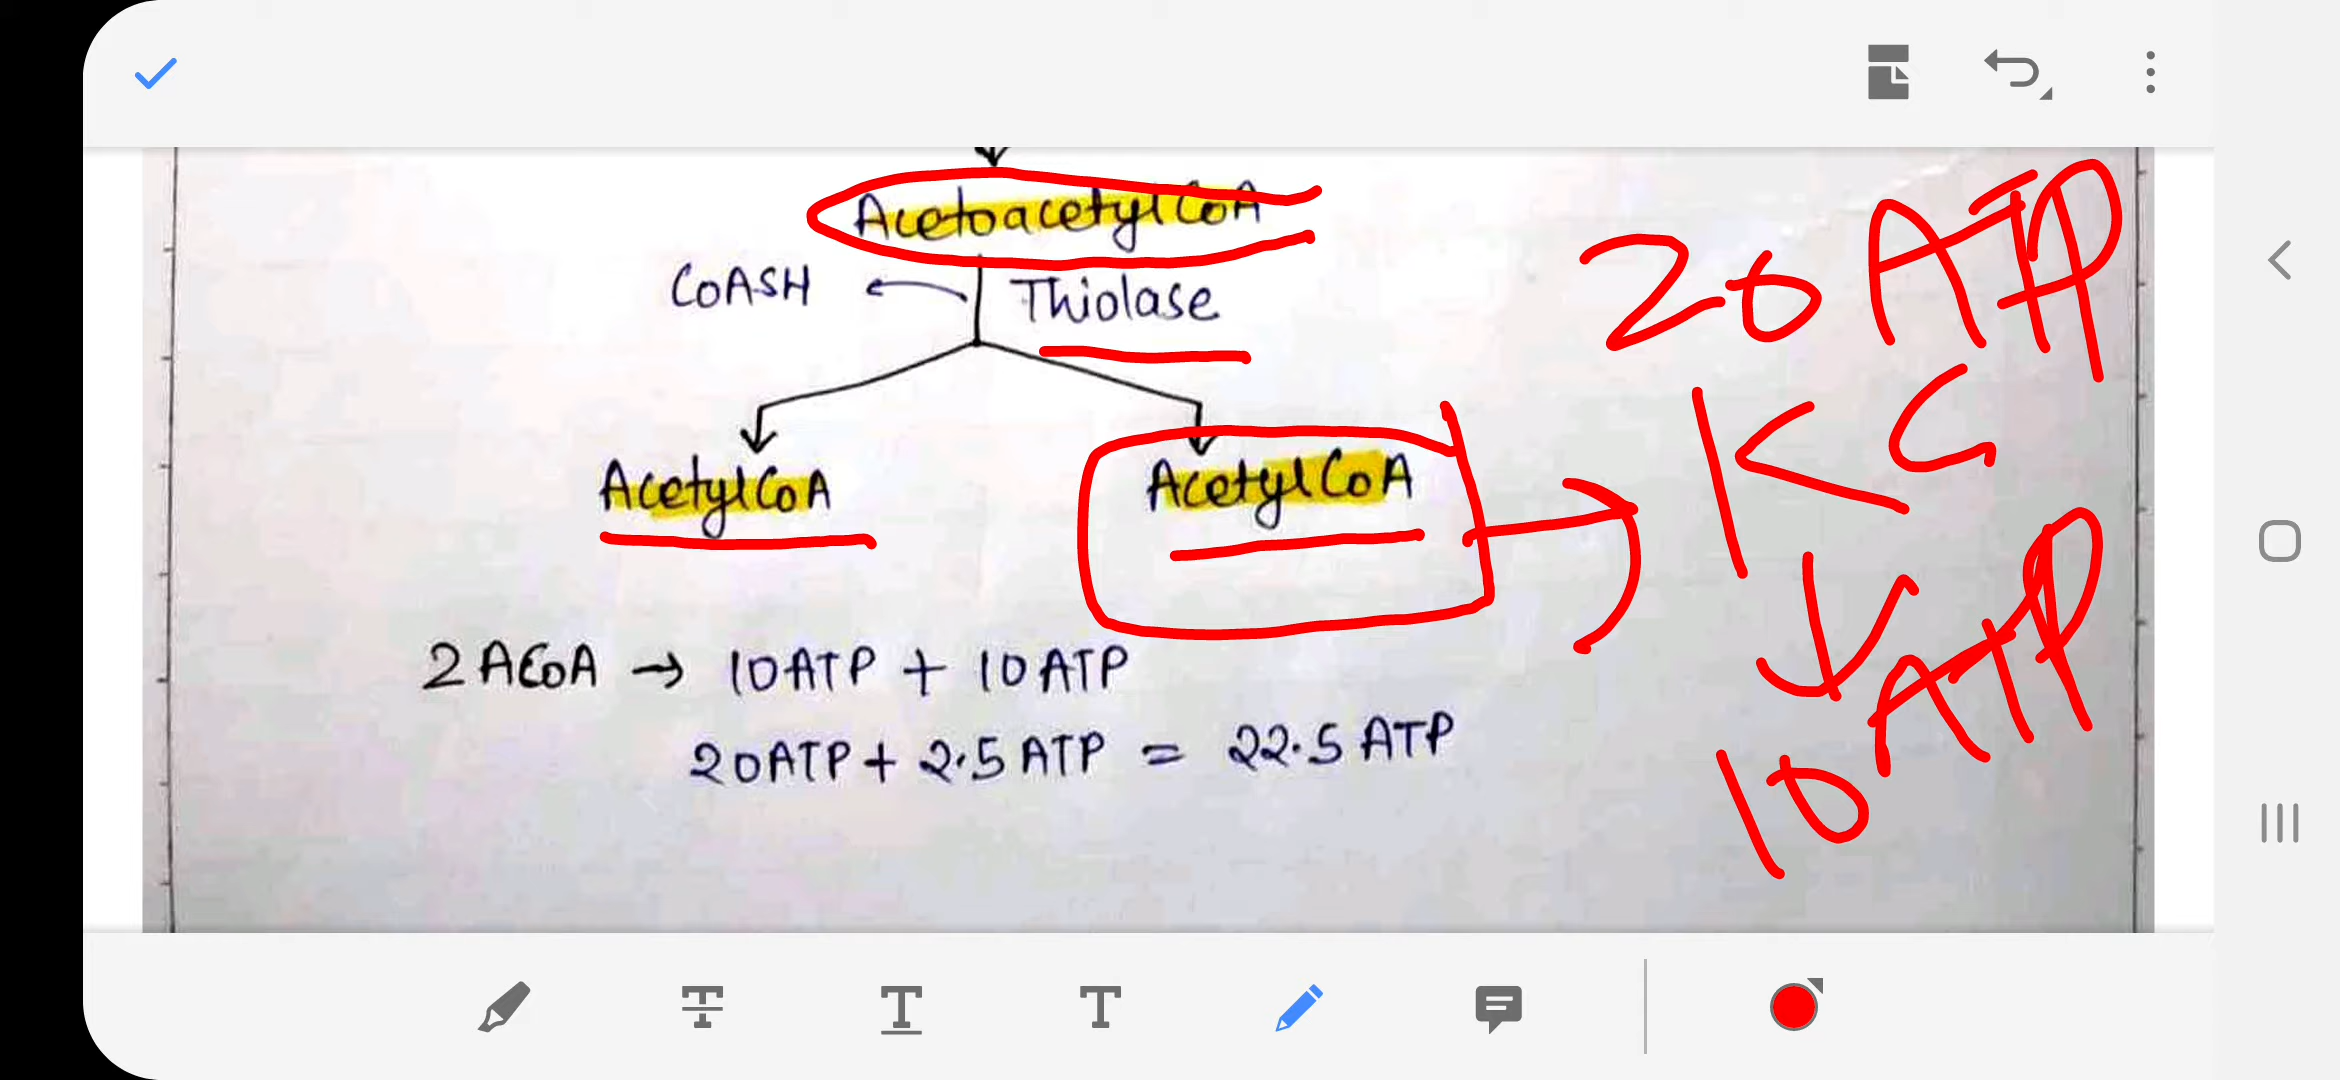 Acetoacetyl CoA
20 ATP
CoASH Thiolase
KC
Acetyl CoA Acetyl CoA
10 ATP
2 ACoA → 10 ATP + 10 ATP
20 ATP + 2.5 ATP = 22.5 ATP